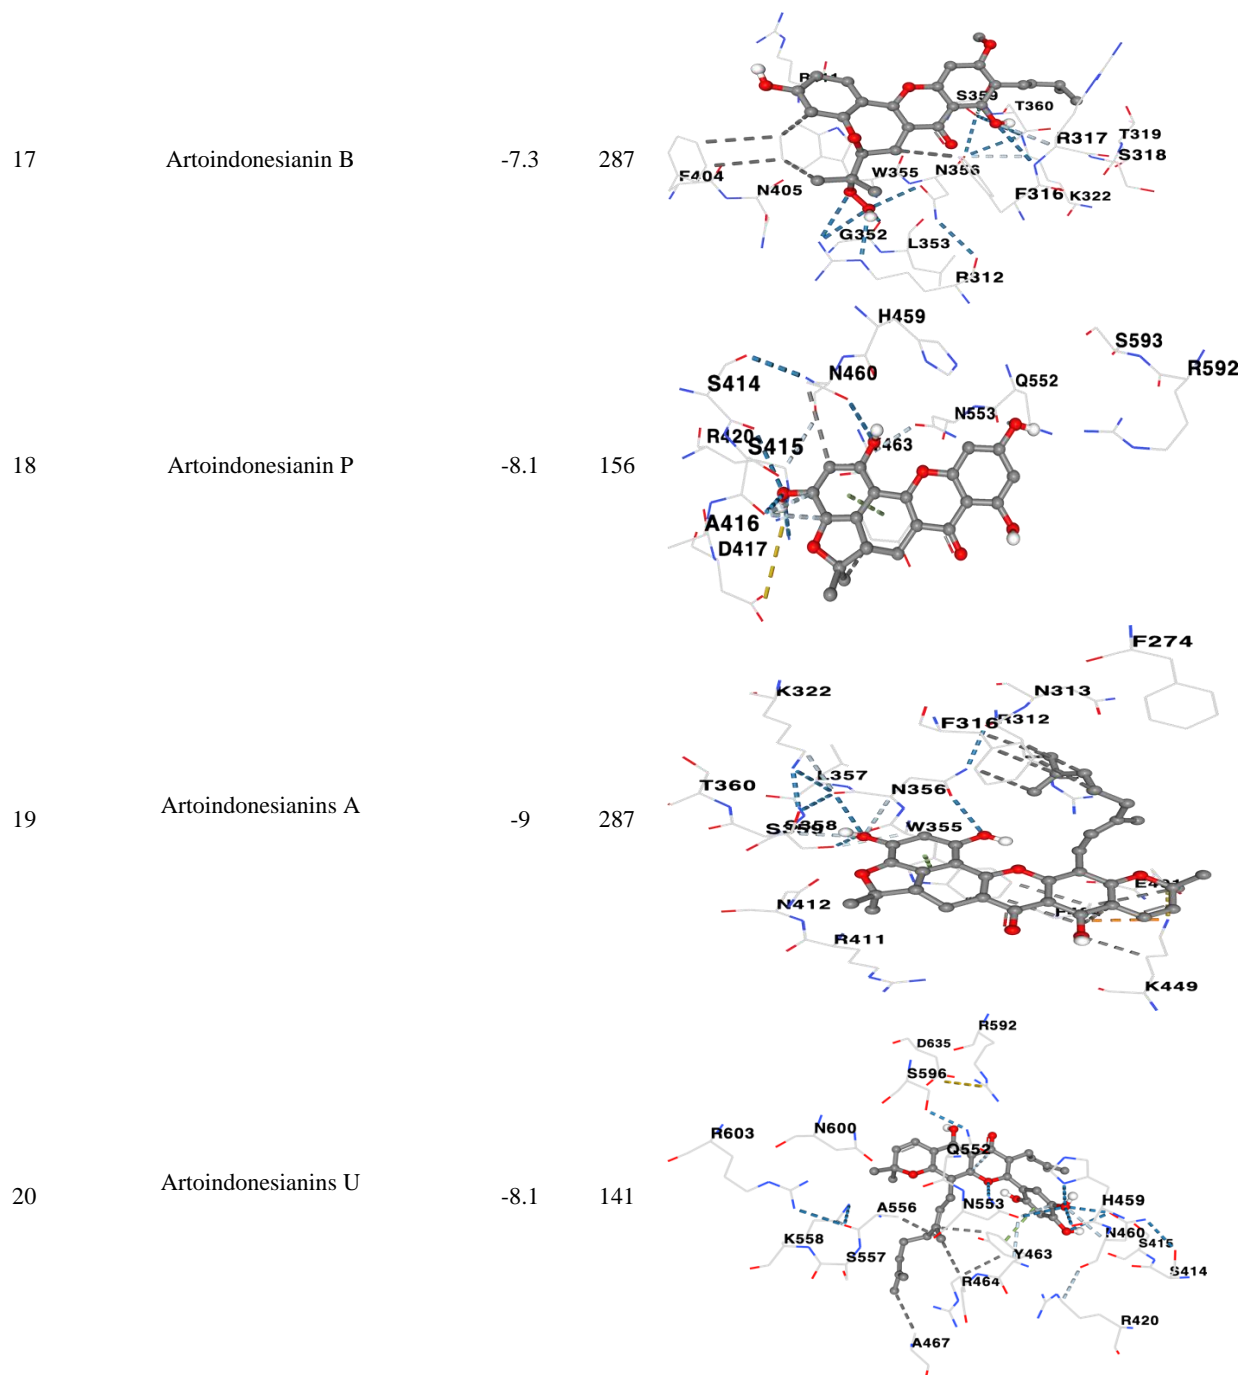 17 Artoindonesianin B -7.3 287
S359
T360
R317
T319
S318
F404
N405
W355
N356
F316
K322
G352
L353
R312
18 Artoindonesianin P -8.1 156
H459
S593
R592
S414
N460
Q552
N553
R420
S415
A416
D417
19 Artoindonesianins A -9 287
F274
K322
N313
F316
R312
T360
L357
N356
S359
S358
W355
N412
R411
K449
20 Artoindonesianins U -8.1 141
R592
D635
S596
R603
N600
Q552
A556
N553
H459
N460
K558
S557
Y463
S415
S414
R464
R420
A467